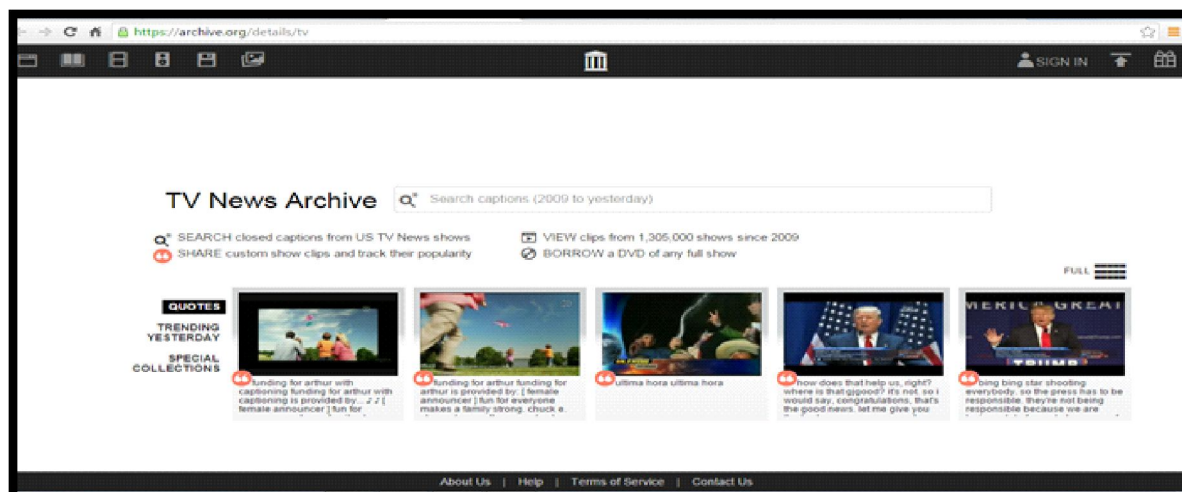 https://archive.org/details/tv
SIGN IN
TV News Archive
Search captions (2009 to yesterday)
SEARCH closed captions from US TV News shows
VIEW clips from 1,305,000 shows since 2009
SHARE custom show clips and track their popularity
BORROW a DVD of any full show
FULL
QUOTES
TRENDING
YESTERDAY
SPECIAL
COLLECTIONS
MERICA GREAT
TRUMP
funding for arthur with
captioning funding for arthur with
captioning is provided by... 2 2 [
female announcer ] fun for
funding for arthur funding for
arthur is provided by: [ female
announcer ] fun for everyone
makes a family strong. chuck e.
ultima hora ultima hora
how does that help us, right?
where is that gjgood? it's not. so i
would say, congratulations, that's
the good news. let me give you
bing bing star shooting
everybody. so the press has to be
responsible. they're not being
responsible because we are
About Us | Help | Terms of Service | Contact Us